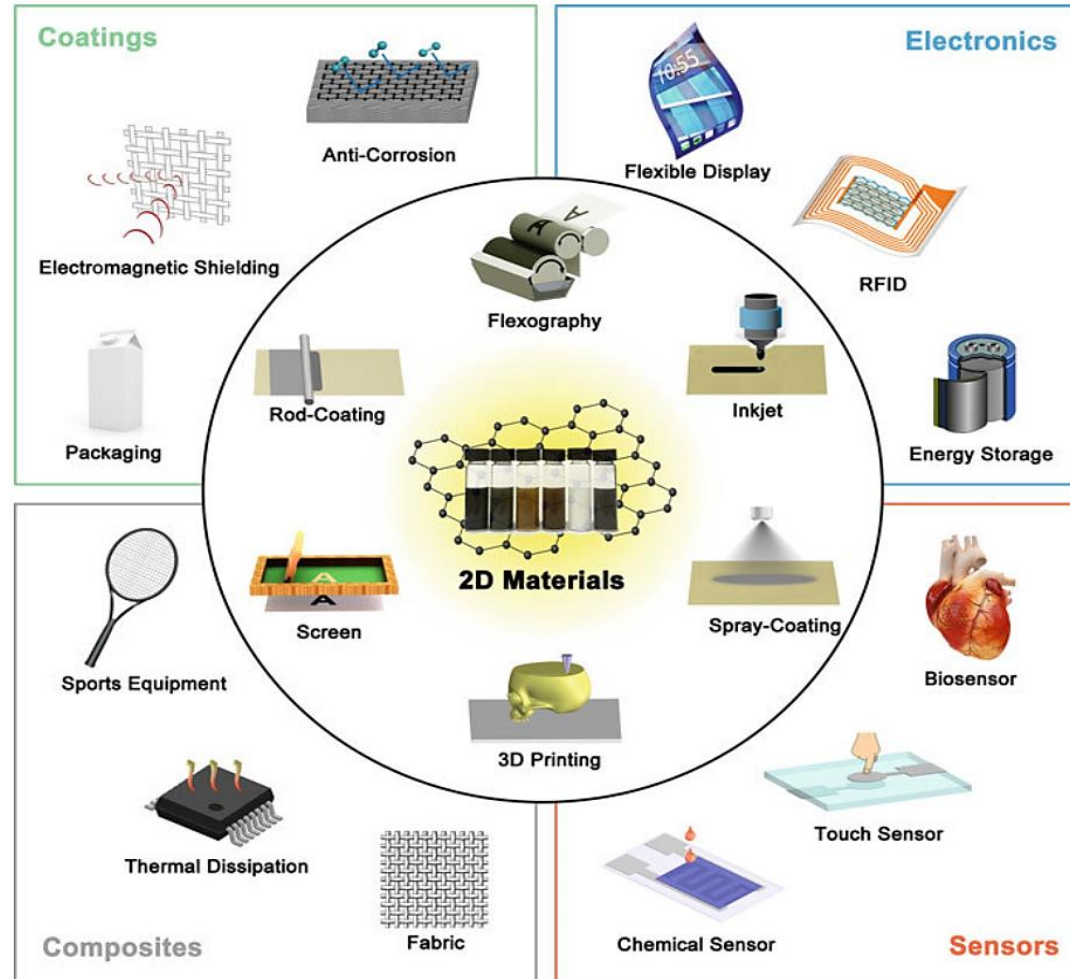 Coatings
Electronics
Anti-Corrosion
10:55
Flexible Display
Electromagnetic Shielding
RFID
Flexography
A
A
Packaging
Rod-Coating
Inkjet
Energy Storage
2D Materials
A
A
Screen
Spray-Coating
Sports Equipment
Biosensor
3D Printing
Thermal Dissipation
Touch Sensor
Fabric
Chemical Sensor
Composites
Sensors